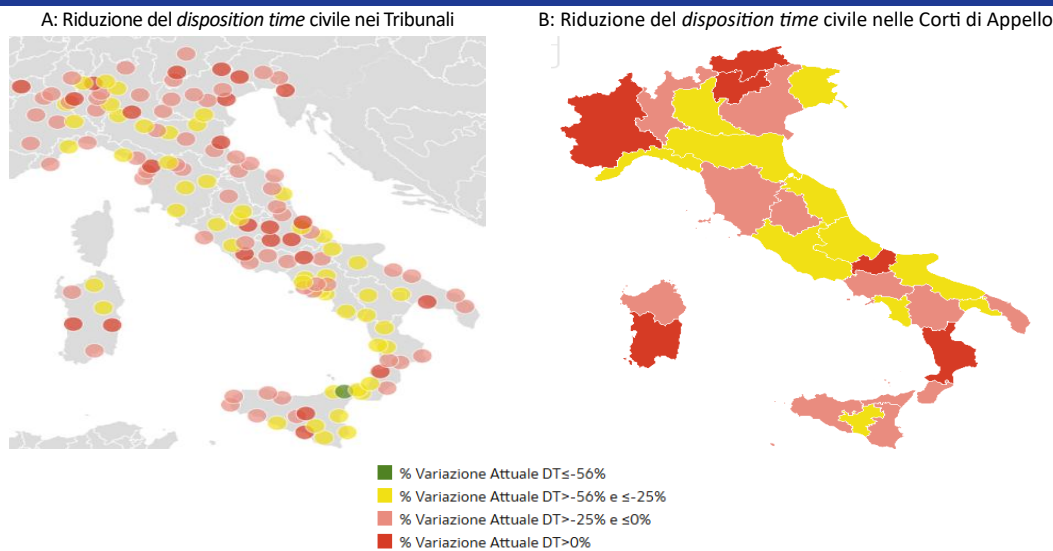 A: Riduzione del disposition time civile nei Tribunali
B: Riduzione del disposition time civile nelle Corti di Appello
% Variazione Attuale DT≤-56%
% Variazione Attuale DT>-56% e ≤-25%
% Variazione Attuale DT>-25% e ≤0%
% Variazione Attuale DT>0%